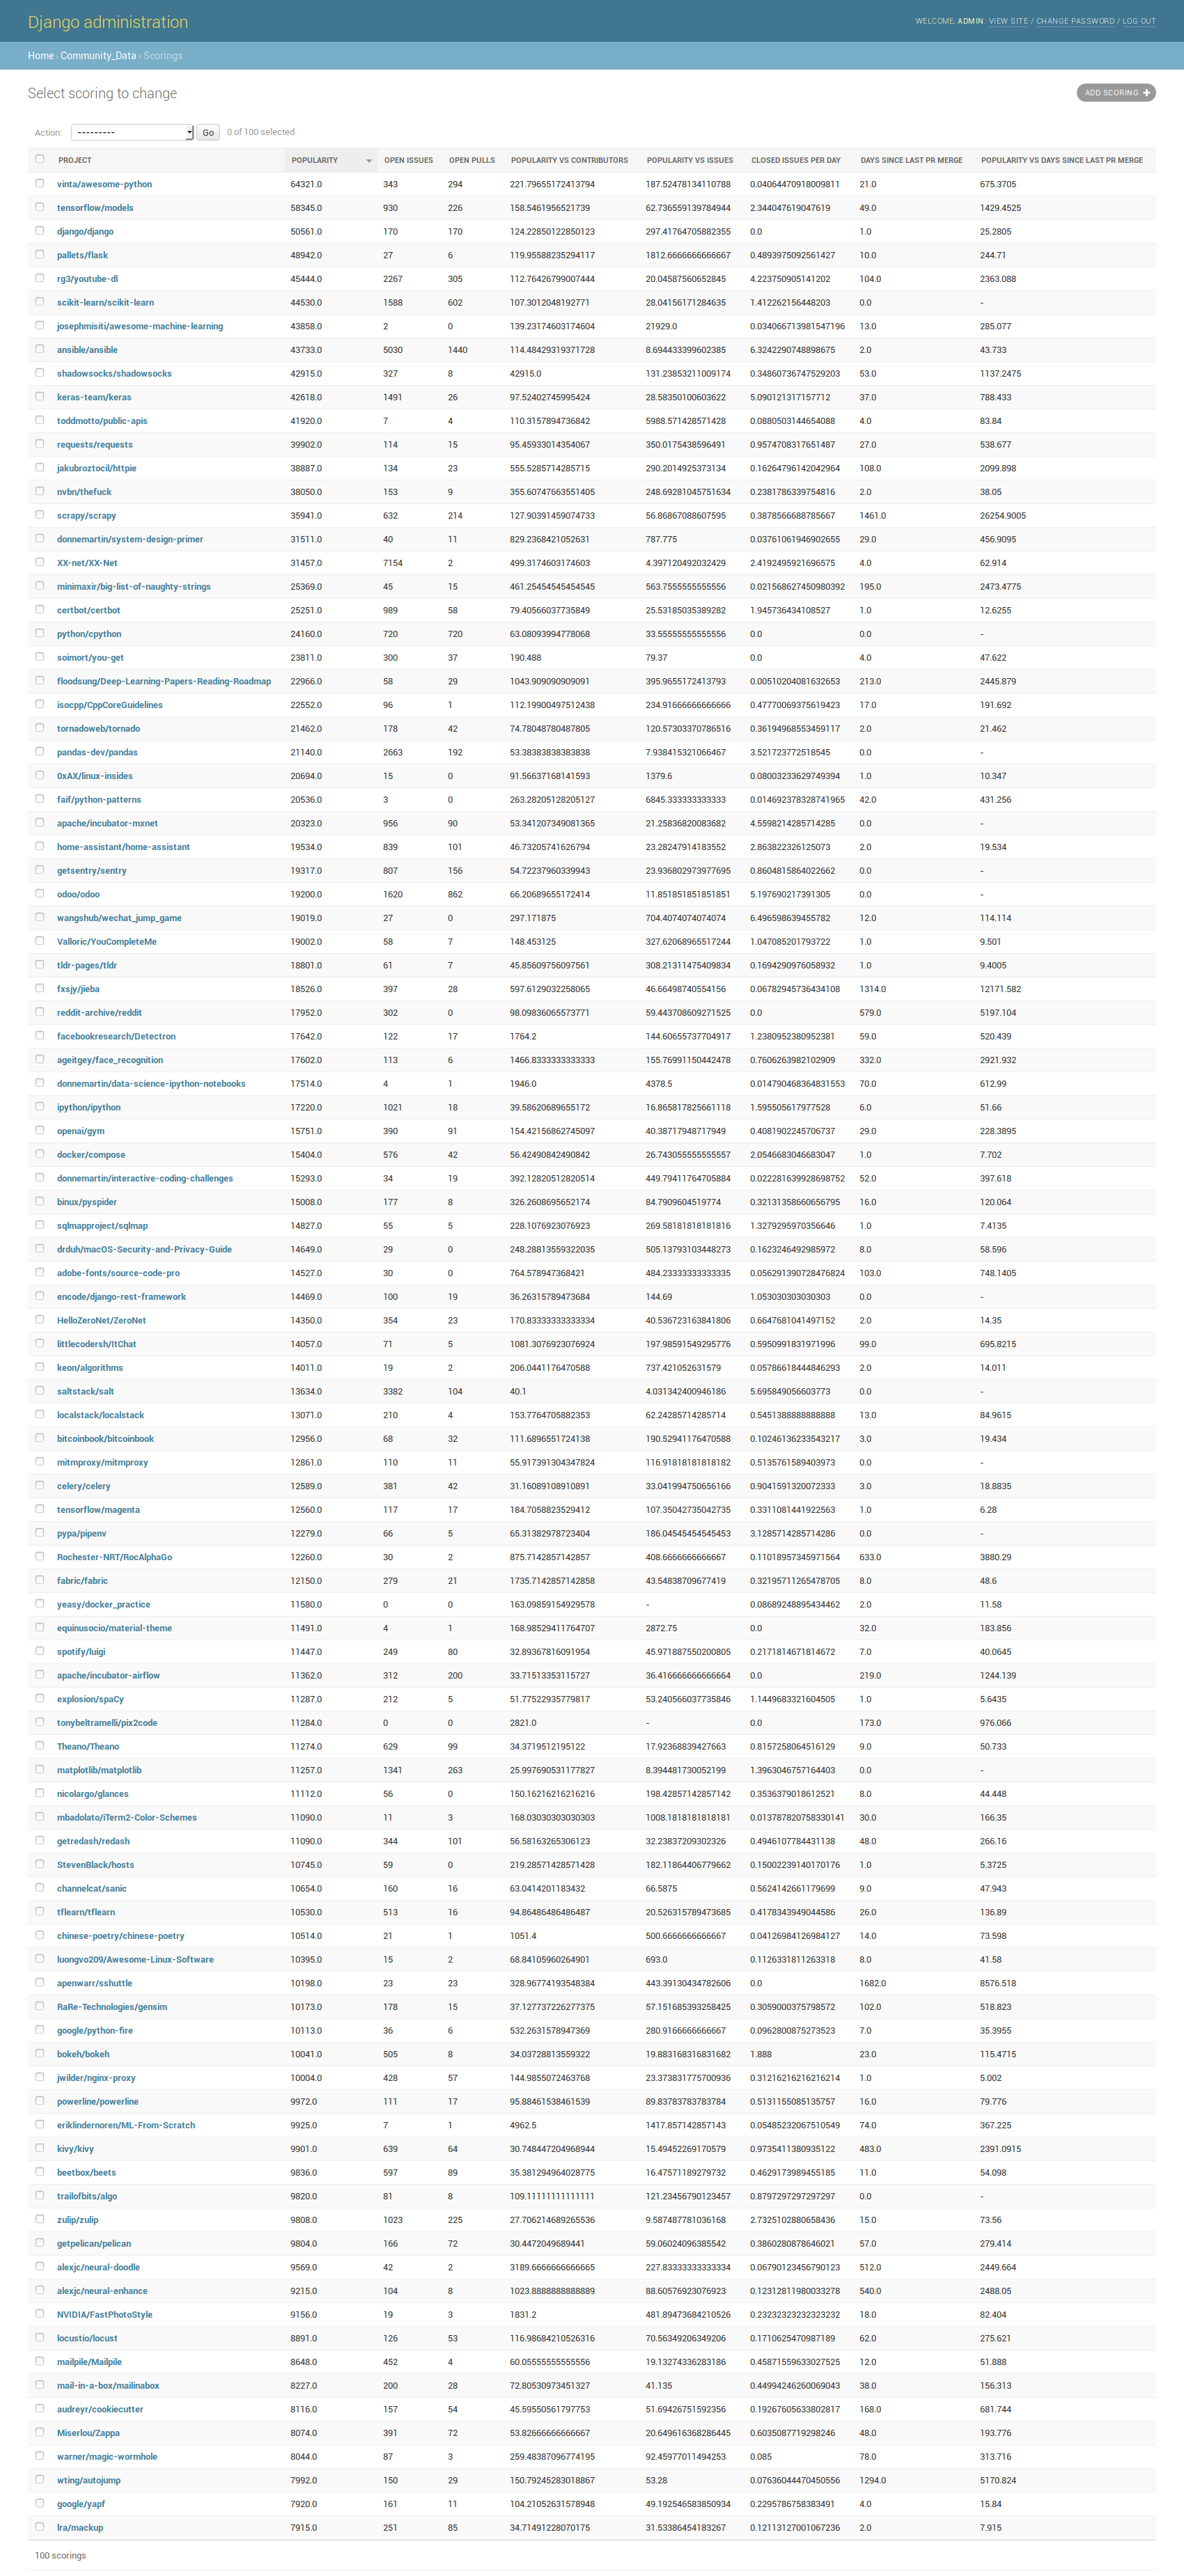 Django administration
WELCOME, ADMIN. VIEW SITE / CHANGE PASSWORD / LOG OUT
Home › Community_Data › Scorings
Select scoring to change
ADD SCORING +
Action: --------- Go 0 of 100 selected
PROJECT POPULARITY OPEN ISSUES OPEN PULLS POPULARITY VS CONTRIBUTORS POPULARITY VS ISSUES CLOSED ISSUES PER DAY DAYS SINCE LAST PR MERGE POPULARITY VS DAYS SINCE LAST PR MERGE
vinta/awesome-python 64321.0 343 294 221.79655172413794 187.52478134110788 0.04064470918009811 21.0 675.3705
tensorflow/models 58345.0 930 226 158.5461956521739 62.736559139784944 2.344047619047619 49.0 1429.4525
django/django 50561.0 170 170 124.22850122850123 297.41764705882355 0.0 1.0 25.2805
pallets/flask 48942.0 27 6 119.95588235294117 1812.6666666666667 0.4893975092561427 10.0 244.71
rg3/youtube-dl 45444.0 2267 305 112.76426799007444 20.04587560652845 4.223750905141202 104.0 2363.088
scikit-learn/scikit-learn 44530.0 1588 602 107.3012048192771 28.04156171284635 1.412262156448203 0.0 -
josephmisiti/awesome-machine-learning 43858.0 2 0 139.23174603174604 21929.0 0.034066713981547196 13.0 285.077
ansible/ansible 43733.0 5030 1440 114.48429319371728 8.694433399602385 6.3242290748898675 2.0 43.733
shadowsocks/shadowsocks 42915.0 327 8 42915.0 131.23853211009174 0.34860736747529203 53.0 1137.2475
keras-team/keras 42618.0 1491 26 97.52402745995424 28.58350100603622 5.090121317157712 37.0 788.433
toddmotto/public-apis 41920.0 7 4 110.3157894736842 5988.571428571428 0.0880503144654088 4.0 83.84
requests/requests 39902.0 114 15 95.45933014354067 350.0175438596491 0.9574708317651487 27.0 538.677
jakubroztocil/httpie 38887.0 134 23 555.5285714285715 290.2014925373134 0.16264796142042964 108.0 2099.898
nvbn/thefuck 38050.0 153 9 355.60747663551405 248.69281045751634 0.2381786339754816 2.0 38.05
scrapy/scrapy 35941.0 632 214 127.90391459074733 56.86867088607595 0.3878566688785667 1461.0 26254.9005
donnemartin/system-design-primer 31511.0 40 11 829.2368421052631 787.775 0.03761061946902655 29.0 456.9095
XX-net/XX-Net 31457.0 7154 2 499.3174603174603 4.397120492032429 2.4192495921696575 4.0 62.914
minimaxir/big-list-of-naughty-strings 25369.0 45 15 461.25454545454545 563.7555555555556 0.021568627450980392 195.0 2473.4775
certbot/certbot 25251.0 989 58 79.40566037735849 25.53185035389282 1.945736434108527 1.0 12.6255
python/cpython 24160.0 720 720 63.08093994778068 33.55555555555556 0.0 0.0 -
soimort/you-get 23811.0 300 37 190.488 79.37 0.0 4.0 47.622
floodsung/Deep-Learning-Papers-Reading-Roadmap 22966.0 58 29 1043.909090909091 395.9655172413793 0.00510204081632653 213.0 2445.879
isocpp/CppCoreGuidelines 22552.0 96 1 112.19900497512438 234.91666666666666 0.47770069375619423 17.0 191.692
tornadoweb/tornado 21462.0 178 42 74.78048780487805 120.57303370786516 0.36194968553459117 2.0 21.462
pandas-dev/pandas 21140.0 2663 192 53.38383838383838 7.938415321066467 3.521723772518545 0.0 -
0xAX/linux-insides 20694.0 15 0 91.56637168141593 1379.6 0.08003233629749394 1.0 10.347
faif/python-patterns 20536.0 3 0 263.28205128205127 6845.333333333333 0.014692378328741965 42.0 431.256
apache/incubator-mxnet 20323.0 956 90 53.341207349081365 21.25836820083682 4.5598214285714285 0.0 -
home-assistant/home-assistant 19534.0 839 101 46.73205741626794 23.28247914183552 2.863822326125073 2.0 19.534
getsentry/sentry 19317.0 807 156 54.72237960339943 23.936802973977695 0.8604815864022662 0.0 -
odoo/odoo 19200.0 1620 862 66.20689655172414 11.851851851851851 5.197690217391305 0.0 -
wangshub/wechat_jump_game 19019.0 27 0 297.171875 704.4074074074074 6.496598639455782 12.0 114.114
Valloric/YouCompleteMe 19002.0 58 7 148.453125 327.62068965517244 1.047085201793722 1.0 9.501
tldr-pages/tldr 18801.0 61 7 45.85609756097561 308.21311475409834 0.1694290976058932 1.0 9.4005
fxsjy/jieba 18526.0 397 28 597.6129032258065 46.66498740554156 0.06782945736434108 1314.0 12171.582
reddit-archive/reddit 17952.0 302 0 98.09836065573771 59.443708609271525 0.0 579.0 5197.104
facebookresearch/Detectron 17642.0 122 17 1764.2 144.60655737704917 1.2380952380952381 59.0 520.439
ageitgey/face_recognition 17602.0 113 6 1466.8333333333333 155.76991150442478 0.7606263982102909 332.0 2921.932
donnemartin/data-science-ipython-notebooks 17514.0 4 1 1946.0 4378.5 0.014790468364831553 70.0 612.99
ipython/ipython 17220.0 1021 18 39.58620689655172 16.865817825661118 1.595505617977528 6.0 51.66
openai/gym 15751.0 390 91 154.42156862745097 40.38717948717949 0.4081902245706737 29.0 228.3895
docker/compose 15404.0 576 42 56.42490842490842 26.743055555555557 2.0546683046683047 1.0 7.702
donnemartin/interactive-coding-challenges 15293.0 34 19 392.12820512820514 449.79411764705884 0.022281639928698752 52.0 397.618
binux/pyspider 15008.0 177 8 326.2608695652174 84.7909604519774 0.32131358660656795 16.0 120.064
sqlmapproject/sqlmap 14827.0 55 5 228.1076923076923 269.58181818181816 1.3279295970356646 1.0 7.4135
drduh/macOS-Security-and-Privacy-Guide 14649.0 29 0 248.28813559322035 505.13793103448273 0.1623246492985972 8.0 58.596
adobe-fonts/source-code-pro 14527.0 30 0 764.578947368421 484.23333333333335 0.056291390728476824 103.0 748.1405
encode/django-rest-framework 14469.0 100 19 36.26315789473684 144.69 1.053030303030303 0.0 -
HelloZeroNet/ZeroNet 14350.0 354 23 170.83333333333334 40.536723163841806 0.6647681041497152 2.0 14.35
littlecodersh/ItChat 14057.0 71 5 1081.3076923076924 197.98591549295776 0.5950991831971996 99.0 695.8215
keon/algorithms 14011.0 19 2 206.0441176470588 737.421052631579 0.05786618444846293 2.0 14.011
saltstack/salt 13634.0 3382 104 40.1 4.031342400946186 5.695849056603773 0.0 -
localstack/localstack 13071.0 210 4 153.7764705882353 62.24285714285714 0.5451388888888888 13.0 84.9615
bitcoinbook/bitcoinbook 12956.0 68 32 111.6896551724138 190.52941176470588 0.10246136233543217 3.0 19.434
mitmproxy/mitmproxy 12861.0 110 11 55.917391304347824 116.91818181818182 0.5135761589403973 0.0 -
celery/celery 12589.0 381 42 31.16089108910891 33.041994750656166 0.9041591320072333 3.0 18.8835
tensorflow/magenta 12560.0 117 17 184.7058823529412 107.35042735042735 0.3311081441922563 1.0 6.28
pypa/pipenv 12279.0 66 5 65.31382978723404 186.04545454545453 3.1285714285714286 0.0 -
Rochester-NRT/RocAlphaGo 12260.0 30 2 875.7142857142857 408.6666666666667 0.11018957345971564 633.0 3880.29
fabric/fabric 12150.0 279 21 1735.7142857142858 43.54838709677419 0.32195711265478705 8.0 48.6
yeasy/docker_practice 11580.0 0 0 163.09859154929578 - 0.08689248895434462 2.0 11.58
equinusocio/material-theme 11491.0 4 1 168.98529411764707 2872.75 0.0 32.0 183.856
spotify/luigi 11447.0 249 80 32.89367816091954 45.971887550200805 0.2171814671814672 7.0 40.0645
apache/incubator-airflow 11362.0 312 200 33.71513353115727 36.416666666666664 0.0 219.0 1244.139
explosion/spaCy 11287.0 212 5 51.77522935779817 53.240566037735846 1.1449683321604505 1.0 5.6435
tonybeltramelli/pix2code 11284.0 0 0 2821.0 - 0.0 173.0 976.066
Theano/Theano 11274.0 629 99 34.3719512195122 17.92368839427663 0.8157258064516129 9.0 50.733
matplotlib/matplotlib 11257.0 1341 263 25.997690531177827 8.394481730052199 1.3963046757164403 0.0 -
nicolargo/glances 11112.0 56 0 150.16216216216216 198.42857142857142 0.3536379018612521 8.0 44.448
mbadolato/iTerm2-Color-Schemes 11090.0 11 3 168.03030303030303 1008.1818181818181 0.013787820758330141 30.0 166.35
getredash/redash 11090.0 344 101 56.58163265306123 32.23837209302326 0.4946107784431138 48.0 266.16
StevenBlack/hosts 10745.0 59 0 219.28571428571428 182.11864406779662 0.15002239140170176 1.0 5.3725
channelcat/sanic 10654.0 160 16 63.0414201183432 66.5875 0.5624142661179699 9.0 47.943
tflearn/tflearn 10530.0 513 16 94.86486486486487 20.526315789473685 0.4178343949044586 26.0 136.89
chinese-poetry/chinese-poetry 10514.0 21 1 1051.4 500.6666666666667 0.04126984126984127 14.0 73.598
luongvo209/Awesome-Linux-Software 10395.0 15 2 68.84105960264901 693.0 0.1126331811263318 8.0 41.58
apenwarr/sshuttle 10198.0 23 23 328.96774193548384 443.39130434782606 0.0 1682.0 8576.518
RaRe-Technologies/gensim 10173.0 178 15 37.127737226277375 57.151685393258425 0.3059000375798572 102.0 518.823
google/python-fire 10113.0 36 6 532.2631578947369 280.9166666666667 0.0962800875273523 7.0 35.3955
bokeh/bokeh 10041.0 505 8 34.03728813559322 19.883168316831682 1.888 23.0 115.4715
jwilder/nginx-proxy 10004.0 428 57 144.9855072463768 23.373831775700936 0.31216216216216214 1.0 5.002
powerline/powerline 9972.0 111 17 95.88461538461539 89.83783783783784 0.5131155085135757 16.0 79.776
eriklindernoren/ML-From-Scratch 9925.0 7 1 4962.5 1417.857142857143 0.05485232067510549 74.0 367.225
kivy/kivy 9901.0 639 64 30.748447204968944 15.49452269170579 0.9735411380935122 483.0 2391.0915
beetbox/beets 9836.0 597 89 35.381294964028775 16.47571189279732 0.4629173989455185 11.0 54.098
trailofbits/algo 9820.0 81 8 109.11111111111111 121.23456790123457 0.8797297297297297 0.0 -
zulip/zulip 9808.0 1023 225 27.706214689265536 9.587487781036168 2.7325102880658436 15.0 73.56
getpelican/pelican 9804.0 166 72 30.4472049689441 59.06024096385542 0.3860280878646021 57.0 279.414
alexjc/neural-doodle 9569.0 42 2 3189.6666666666665 227.83333333333334 0.06790123456790123 512.0 2449.664
alexjc/neural-enhance 9215.0 104 8 1023.8888888888889 88.60576923076923 0.12312811980033278 540.0 2488.05
NVIDIA/FastPhotoStyle 9156.0 19 3 1831.2 481.89473684210526 0.23232323232323232 18.0 82.404
locustio/locust 8891.0 126 53 116.98684210526316 70.56349206349206 0.1710625470987189 62.0 275.621
mailpile/Mailpile 8648.0 452 4 60.05555555555556 19.13274336283186 0.45871559633027525 12.0 51.888
mail-in-a-box/mailinabox 8227.0 200 28 72.80530973451327 41.135 0.44994246260069043 38.0 156.313
audreyr/cookiecutter 8116.0 157 54 45.59550561797753 51.69426751592356 0.19267605633802817 168.0 681.744
Miserlou/Zappa 8074.0 391 72 53.82666666666667 20.649616368286445 0.6035087719298246 48.0 193.776
warner/magic-wormhole 8044.0 87 3 259.48387096774195 92.45977011494253 0.085 78.0 313.716
wting/autojump 7992.0 150 29 150.79245283018867 53.28 0.07636044470450556 1294.0 5170.824
google/yapf 7920.0 161 11 104.21052631578948 49.192546583850934 0.2295786758383491 4.0 15.84
lra/mackup 7915.0 251 85 34.71491228070175 31.53386454183267 0.12113127001067236 2.0 7.915
100 scorings